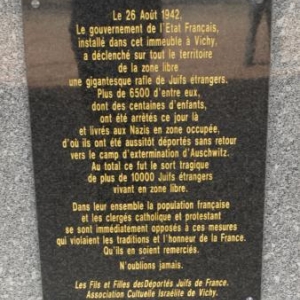 Le 26 Août 1942,
Le gouvernement de l'Etat Français,
installé dans cet immeuble à Vichy,
a déclenché sur tout le territoire
de la zone libre
une gigantesque rafle de Juifs étrangers.
Plus de 6500 d'entre eux,
dont des centaines d'enfants,
ont été arrêtés ce jour là
et livrés aux Nazis en zone occupée,
d'où ils ont été aussitôt déportés sans retour
vers le camp d'extermination d'Auschwitz.
Au total ce fut le sort tragique
de plus de 10000 Juifs étrangers
vivant en zone libre.
Dans leur ensemble la population française
et les clergés catholique et protestant
se sont immédiatement opposés à ces mesures
qui violaient les traditions et l'honneur de la France.
Qu'ils en soient remerciés.
N'oublions jamais.
Les Fils et Filles des Déportés Juifs de France.
Association Cultuelle Israélite de Vichy.